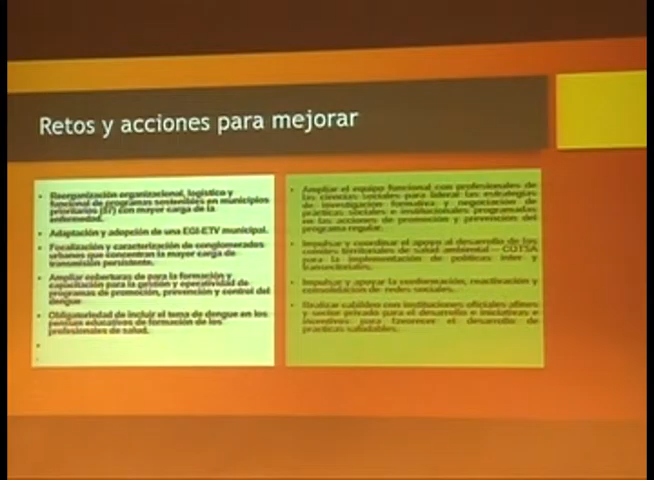 Retos y acciones para mejorar
Reorganización organizacional, logístico y
funcional de programas sostenibles en municipios
prioritarios (57) con mayor carga de la
enfermedad.
Adaptación y adopción de una EGI-ETV municipal.
Focalización y caracterización de conglomerados
urbanos que concentran la mayor carga de
transmisión persistente.
Ampliar coberturas de para la formación y
capacitación para la gestión y operatividad de
programas de promoción, prevención y control del
dengue
Obligatoriedad de incluir el tema de dengue en los
pensum educativos de formación de los
profesionales de salud.
Ampliar el equipo funcional con profesionales de
las ciencias sociales para liderar las estrategias
de investigación formativa y negociación de
prácticas sociales e institucionales programadas
en las acciones de promoción y prevención del
programa regular.
Impulsar y coordinar el apoyo al desarrollo de los
comités territoriales de salud ambiental – COTSA
para la implementación de políticas inter y
transectoriales.
Impulsar y apoyar la conformación, reactivación y
consolidación de redes sociales.
Realizar cabildeo con instituciones oficiales afines
y sector privado para el desarrollo e iniciativas e
incentivos para favorecer el desarrollo de
prácticas saludables.